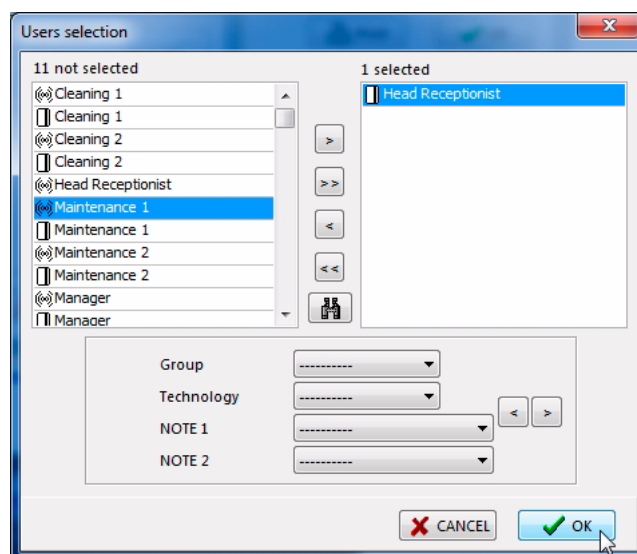 Users selection
11 not selected
1 selected
Cleaning 1
Cleaning 1
Cleaning 2
Cleaning 2
Head Receptionist
Maintenance 1
Maintenance 1
Maintenance 2
Maintenance 2
Manager
Manager
Head Receptionist
>
>>
<
<<
Group
----------
Technology
----------
NOTE 1
----------
NOTE 2
----------
< >
CANCEL
OK